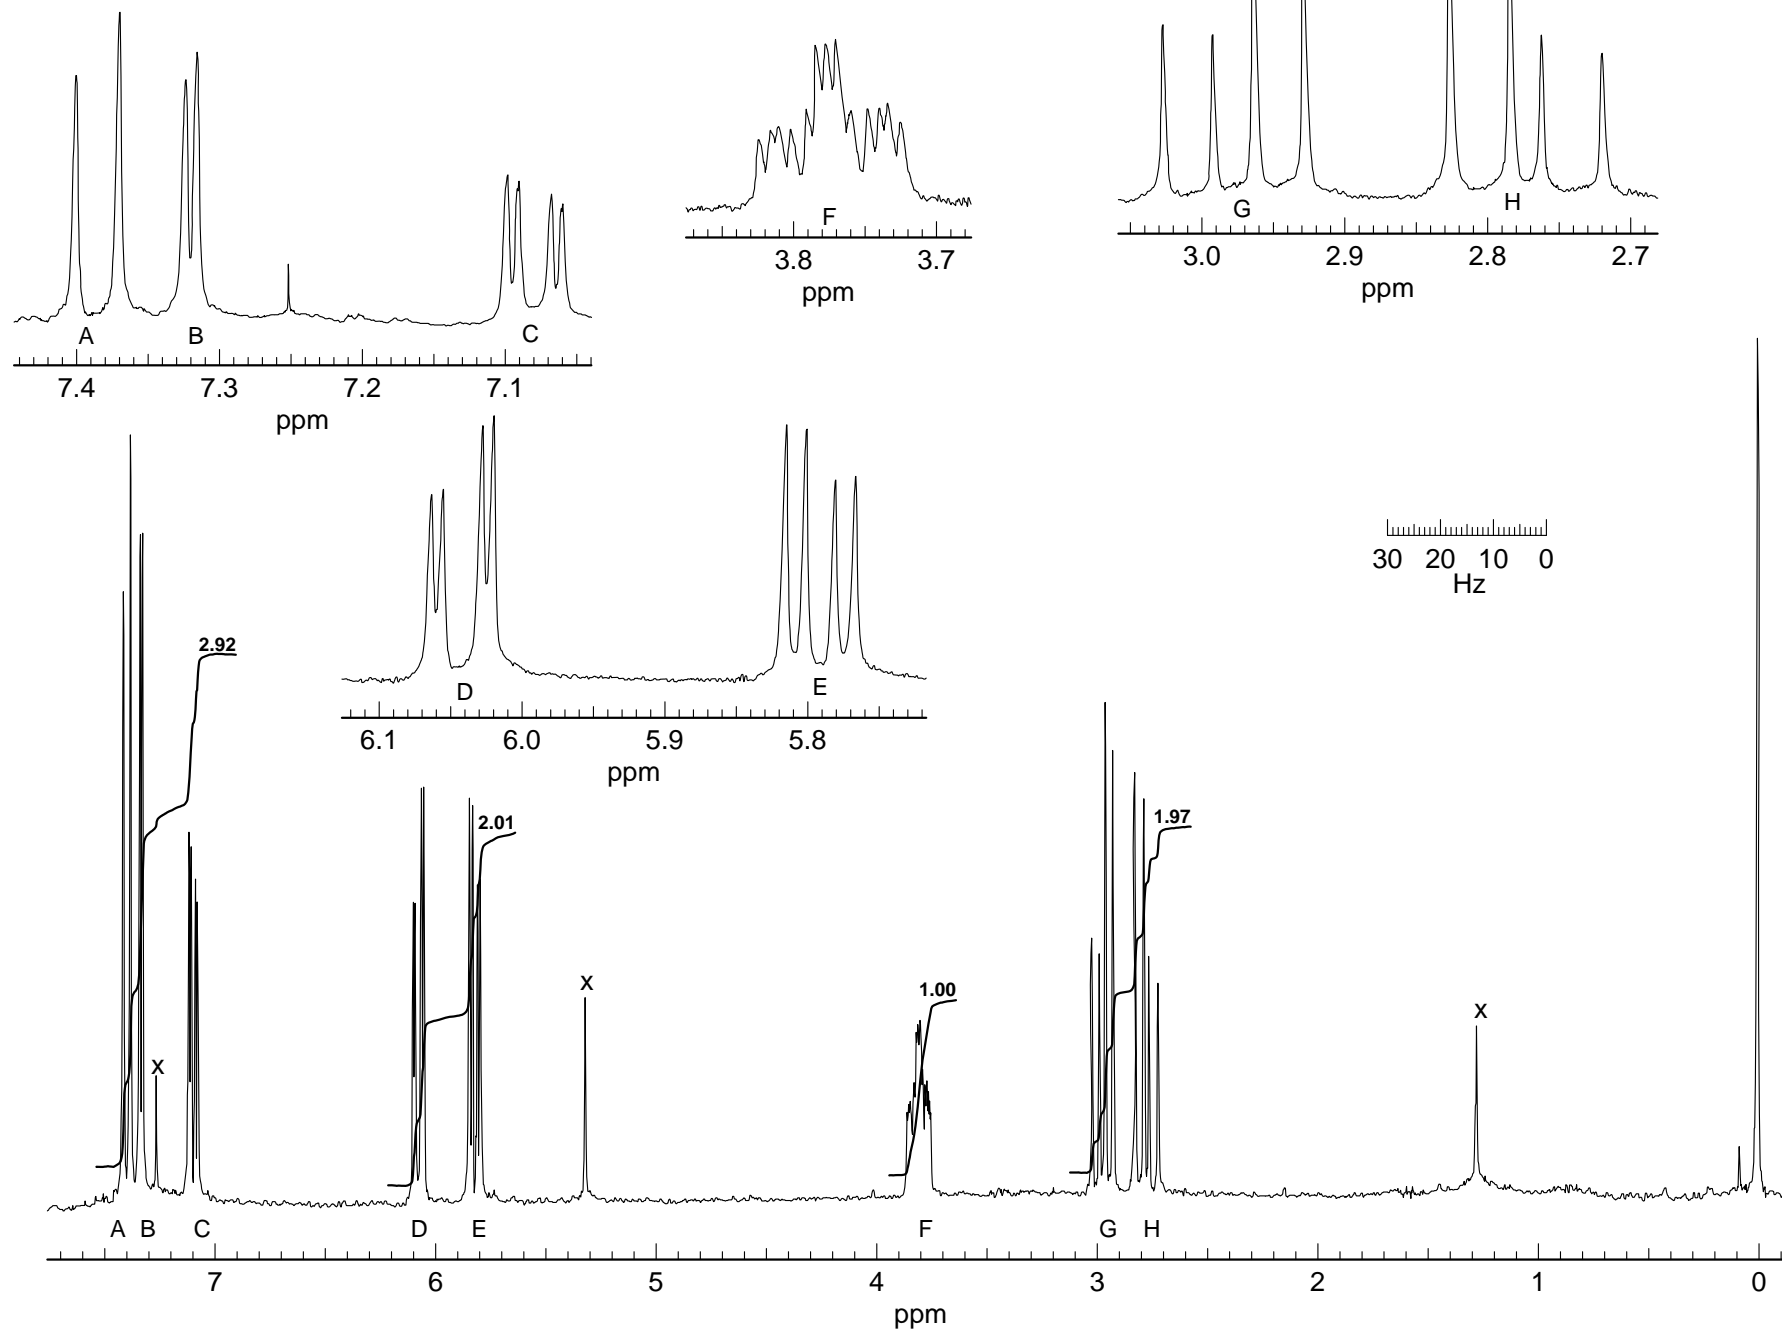 A B C
7.4 7.3 7.2 7.1
ppm
F
3.8 3.7
ppm
G H
3.0 2.9 2.8 2.7
ppm
D E
6.1 6.0 5.9 5.8
ppm
30 20 10 0
Hz
2.92
2.01
1.97
1.00
x
x
x
A B C D E F G H
7 6 5 4 3 2 1 0
ppm